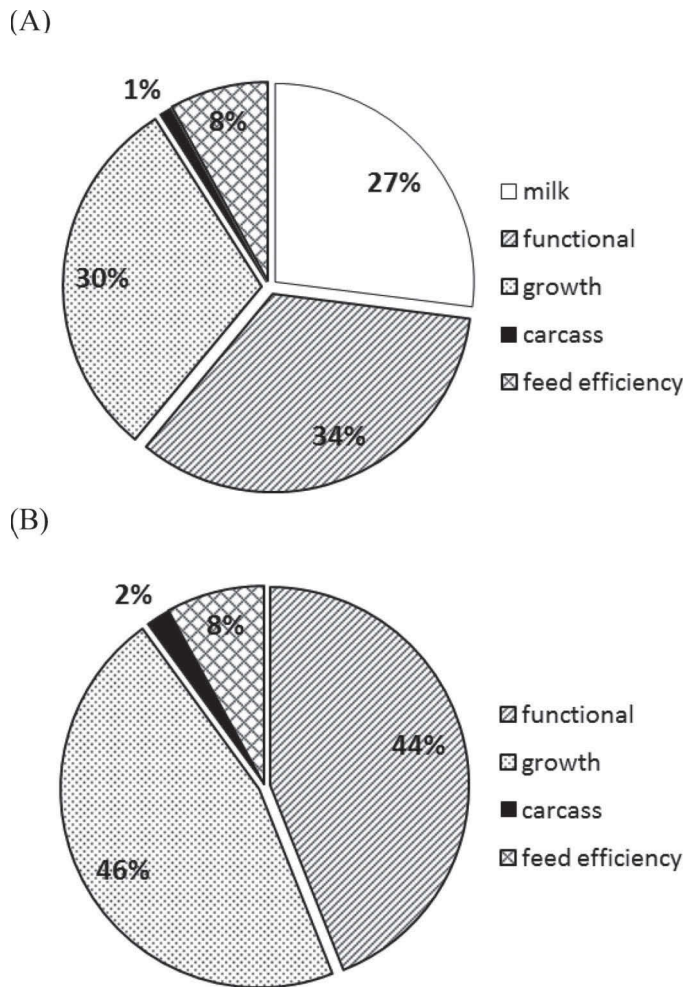 (A)
1%
8%
27%
30%
34%
milk
functional
growth
carcass
feed efficiency
(B)
2%
8%
44%
46%
functional
growth
carcass
feed efficiency